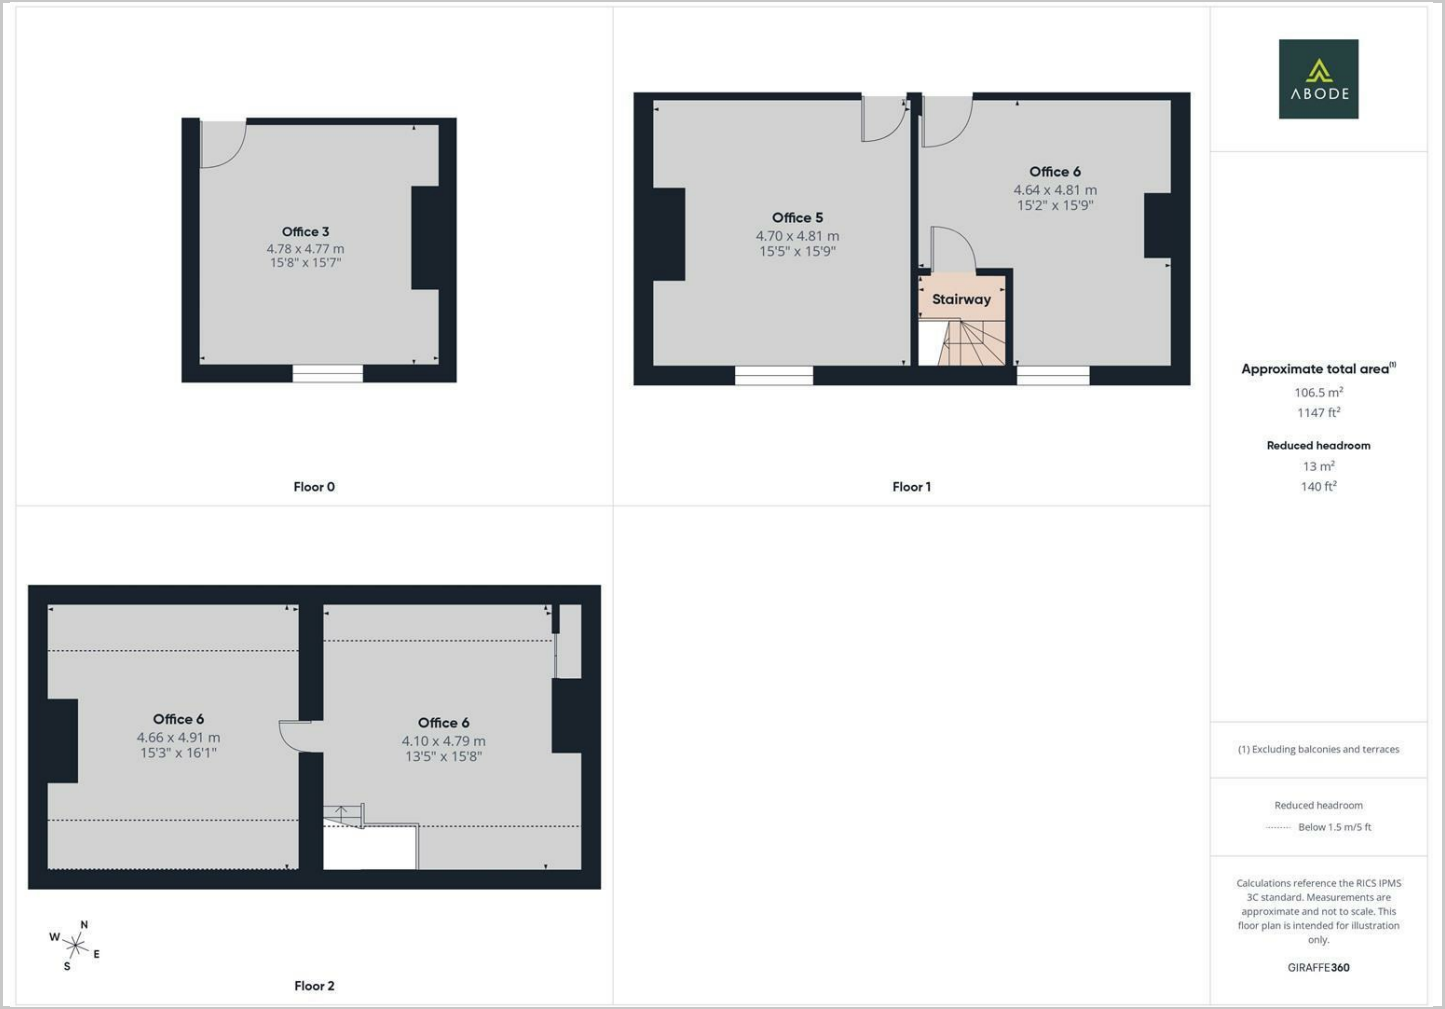 Office 3
4.78 x 4.77 m
15'8" x 15'7"
Floor 0
Office 5
4.70 x 4.81 m
15'5" x 15'9"
Office 6
4.64 x 4.81 m
15'2" x 15'9"
Stairway
Floor 1
Office 6
4.66 x 4.91 m
15'3" x 16'1"
Office 6
4.10 x 4.79 m
13'5" x 15'8"
N
W
E
S
Floor 2
ABODE
Approximate total area(1)
106.5 m²
1147 ft²
Reduced headroom
13 m²
140 ft²
(1) Excluding balconies and terraces
Reduced headroom
Below 1.5 m/5 ft
Calculations reference the RICS IPMS
3C standard. Measurements are
approximate and not to scale. This
floor plan is intended for illustration
only.
GIRAFFE360